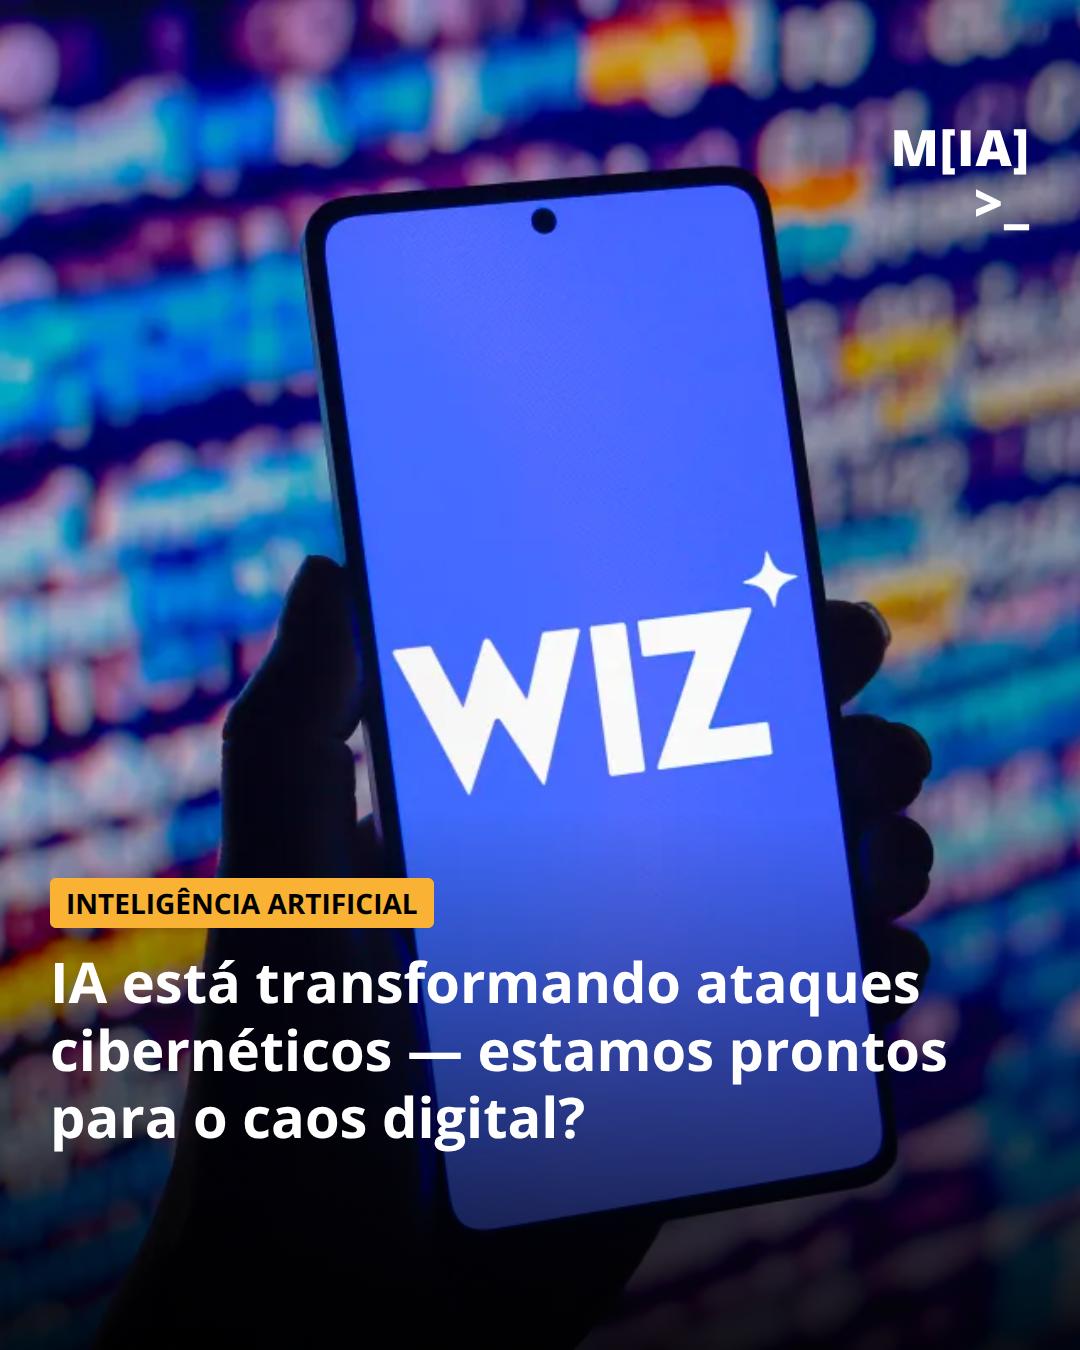 M[IA]
>_
WIZ
INTELIGÊNCIA ARTIFICIAL
IA está transformando ataques
cibernéticos — estamos prontos
para o caos digital?